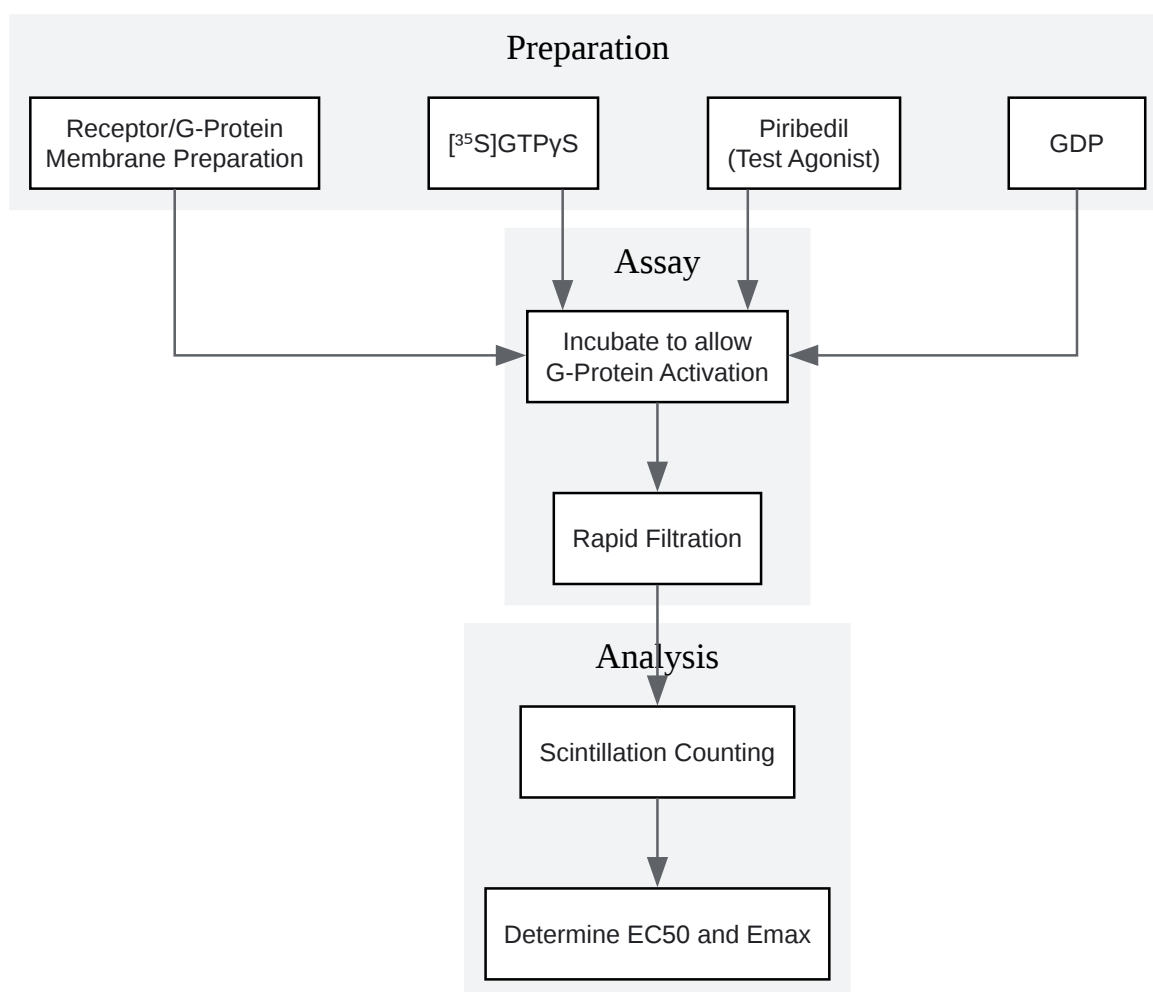 Preparation
Receptor/G-Protein
Membrane Preparation
[³⁵S]GTPγS
Piribedil
(Test Agonist)
GDP
Assay
Incubate to allow
G-Protein Activation
Rapid Filtration
Analysis
Scintillation Counting
Determine EC50 and Emax